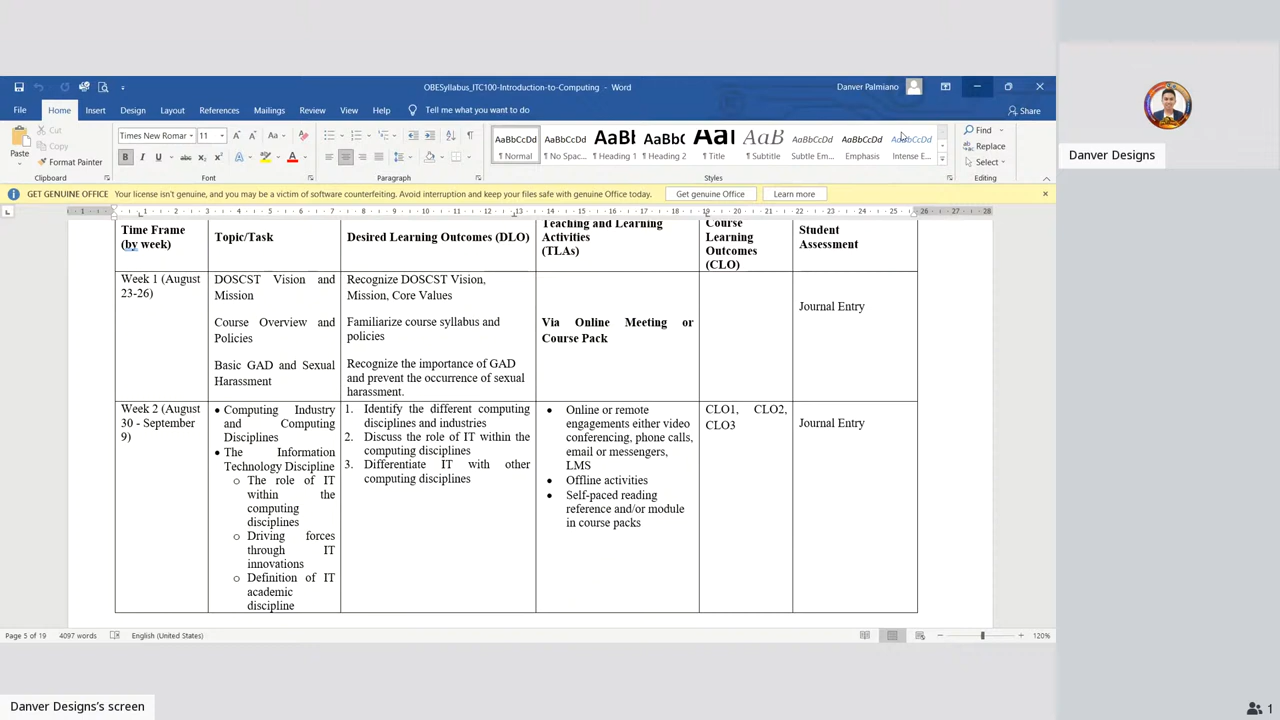 OBESyllabus_ITC100-Introduction-to-Computing - Word
Danver Palmiano
File Home Insert Design Layout References Mailings Review View Help Tell me what you want to do
Share
Paste
Cut
Copy
Format Painter
Clipboard
Times New Romar 11
Font
Paragraph
AaBbCcDd AaBbCcDd AaBb AaBbC AaB AaB AaBbCcDd AaBbCcDd AaBbCcDd
¶ Normal ¶ No Spac... ¶ Heading 1 ¶ Heading 2 ¶ Title ¶ Subtitle Subtle Em... Emphasis Intense E...
Styles
Find
Replace
Select
Editing
GET GENUINE OFFICE Your license isn't genuine, and you may be a victim of software counterfeiting. Avoid interruption and keep your files safe with genuine Office today. Get genuine Office Learn more
Time Frame
(by week)
Topic/Task
Desired Learning Outcomes (DLO)
Teaching and Learning
Activities
(TLAs)
Course
Learning
Outcomes
(CLO)
Student
Assessment
Week 1 (August
23-26)
DOSCST Vision and
Mission
Course Overview and
Policies
Basic GAD and Sexual
Harassment
Recognize DOSCST Vision,
Mission, Core Values
Familiarize course syllabus and
policies
Recognize the importance of GAD
and prevent the occurrence of sexual
harassment.
Via Online Meeting or
Course Pack
Journal Entry
Week 2 (August
30 - September
9)
• Computing Industry
and Computing
Disciplines
• The Information
Technology Discipline
o The role of IT
within the
computing
disciplines
o Driving forces
through IT
innovations
o Definition of IT
academic
discipline
1. Identify the different computing
disciplines and industries
2. Discuss the role of IT within the
computing disciplines
3. Differentiate IT with other
computing disciplines
• Online or remote
engagements either video
conferencing, phone calls,
email or messengers,
LMS
• Offline activities
• Self-paced reading
reference and/or module
in course packs
CLO1, CLO2,
CLO3
Journal Entry
Page 5 of 19 4097 words English (United States) 120%
Danver Designs
Danver Designs's screen
1